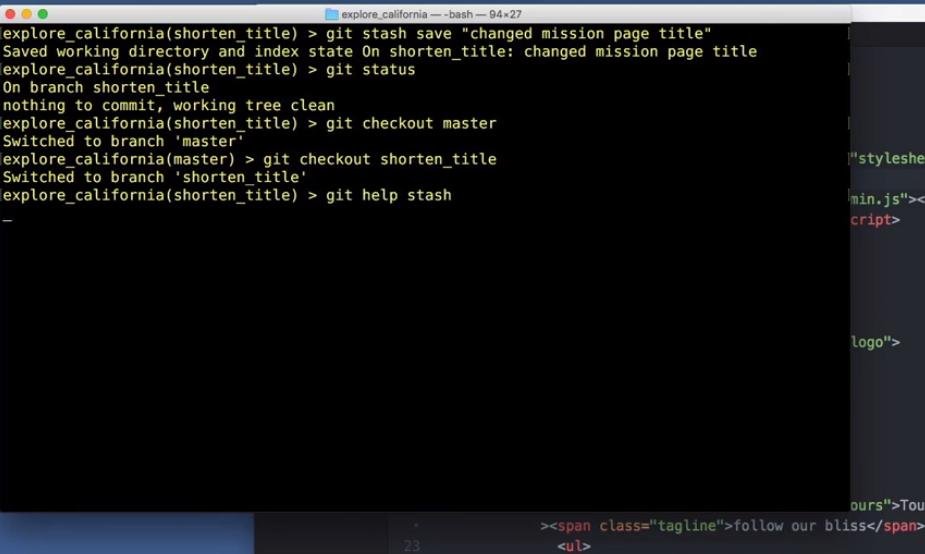 explore_california — -bash — 94×27
explore_california(shorten_title) > git stash save "changed mission page title"
Saved working directory and index state On shorten_title: changed mission page title
explore_california(shorten_title) > git status
On branch shorten_title
nothing to commit, working tree clean
explore_california(shorten_title) > git checkout master
Switched to branch 'master'
explore_california(master) > git checkout shorten_title
Switched to branch 'shorten_title'
explore_california(shorten_title) > git help stash
_
"styleshe
min.js"><
cript>
logo">
ours">Tou
><span class="tagline">follow our bliss</span>
23 <ul>